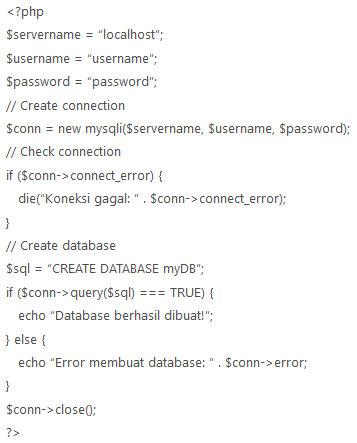 <?php
$servername = “localhost”;
$username = “username”;
$password = “password”;
// Create connection
$conn = new mysqli($servername, $username, $password);
// Check connection
if ($conn->connect_error) {
die(“Koneksi gagal: ” . $conn->connect_error);
}
// Create database
$sql = “CREATE DATABASE myDB”;
if ($conn->query($sql) === TRUE) {
echo “Database berhasil dibuat!”;
} else {
echo “Error membuat database: ” . $conn->error;
}
$conn->close();
?>